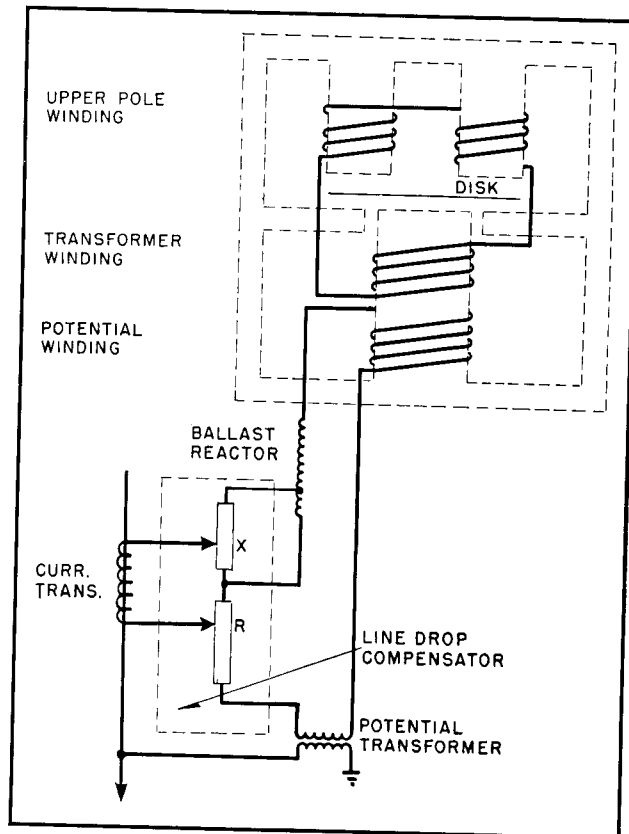 UPPER POLE
WINDING
DISK
TRANSFORMER
WINDING
POTENTIAL
WINDING
BALLAST
REACTOR
X
CURR.
TRANS.
R
LINE DROP
COMPENSATOR
POTENTIAL
TRANSFORMER